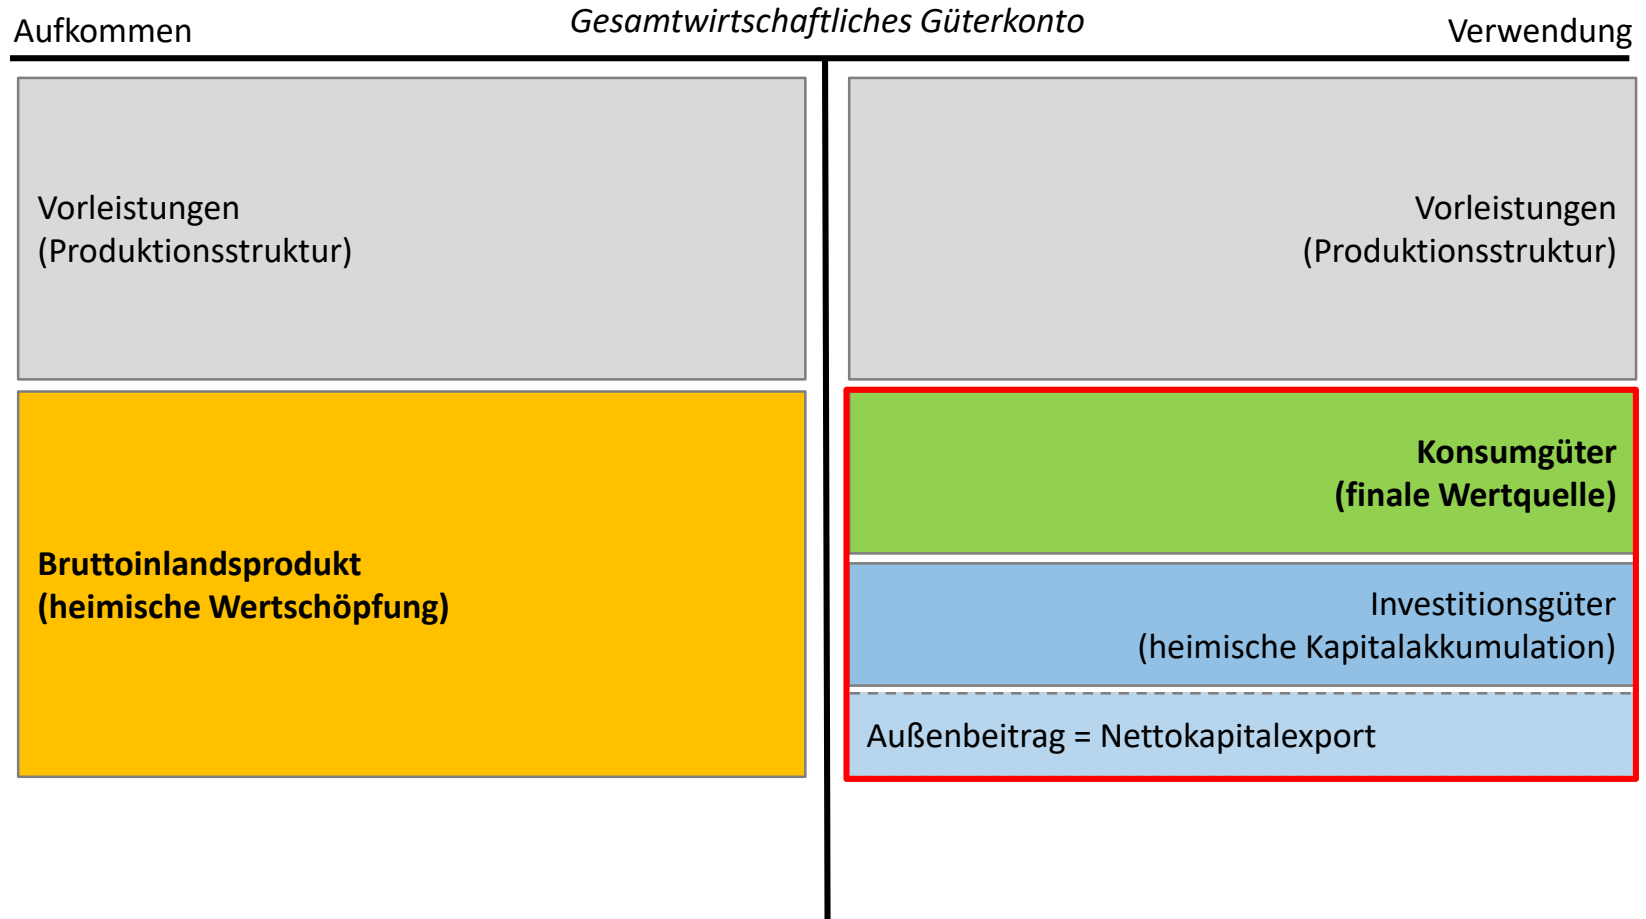 Aufkommen
Gesamtwirtschaftliches Güterkonto
Verwendung
Vorleistungen
(Produktionsstruktur)
Vorleistungen
(Produktionsstruktur)
Bruttoinlandsprodukt
(heimische Wertschöpfung)
Konsumgüter
(finale Wertquelle)
Investitionsgüter
(heimische Kapitalakkumulation)
Außenbeitrag = Nettokapitalexport